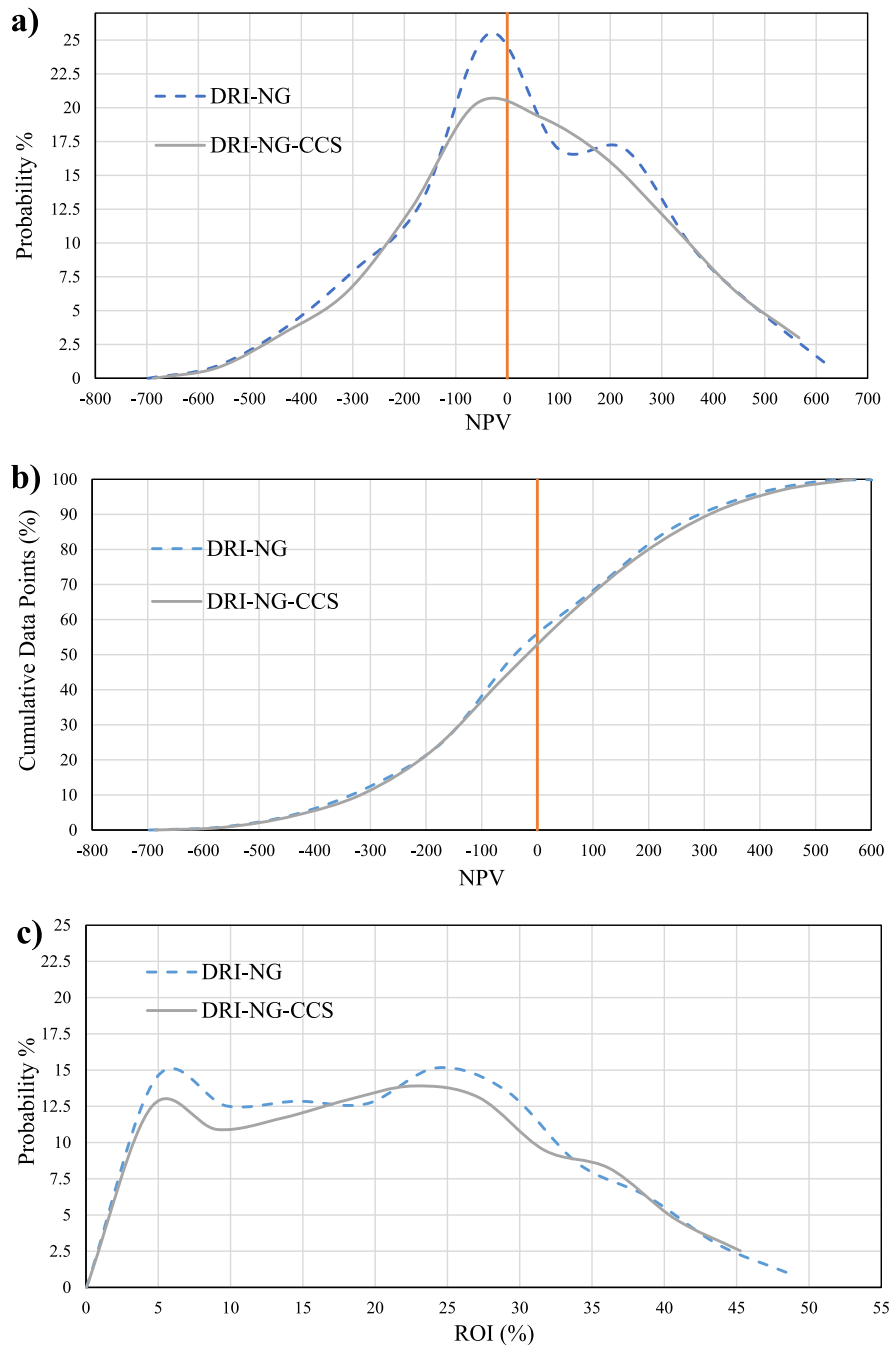 a)
25
22.5
20
17.5
15
12.5
10
7.5
5
2.5
0
Probability %
DRI-NG
DRI-NG-CCS
-800 -700 -600 -500 -400 -300 -200 -100 0 100 200 300 400 500 600 700
NPV
b)
100
90
80
70
60
50
40
30
20
10
0
Cumulative Data Points (%)
DRI-NG
DRI-NG-CCS
-800 -700 -600 -500 -400 -300 -200 -100 0 100 200 300 400 500 600
NPV
c)
25
22.5
20
17.5
15
12.5
10
7.5
5
2.5
0
Probability %
DRI-NG
DRI-NG-CCS
0 5 10 15 20 25 30 35 40 45 50 55
ROI (%)